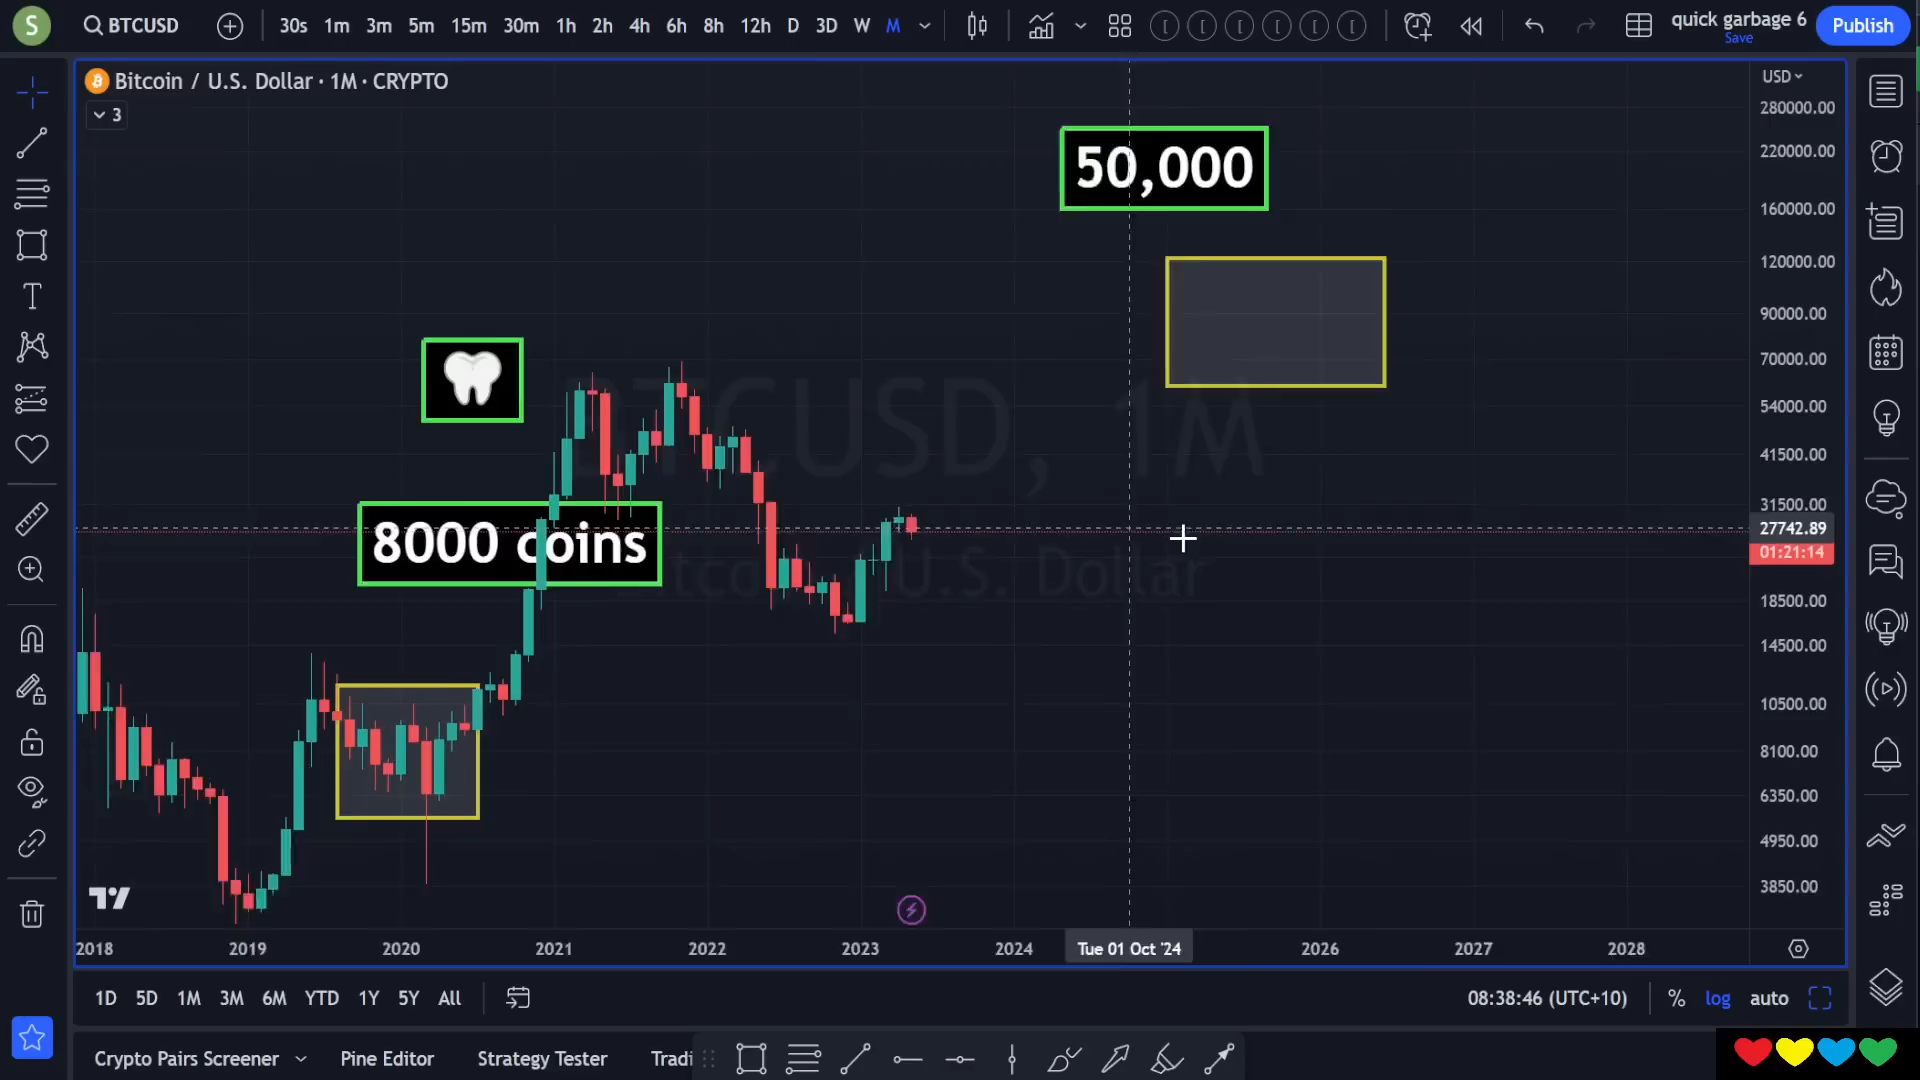 S BTCUSD 30s 1m 3m 5m 15m 30m 1h 2h 4h 6h 8h 12h D 3D W M quick garbage 6 Save Publish
Bitcoin / U.S. Dollar · 1M · CRYPTO
3
USD
280000.00
220000.00
160000.00
120000.00
90000.00
70000.00
54000.00
41500.00
31500.00
27742.89
01:21:14
18500.00
14500.00
10500.00
8100.00
6350.00
4950.00
3850.00
50,000
8000 coins
BTCUSD, 1M
Bitcoin / U.S. Dollar
2018 2019 2020 2021 2022 2023 2024 Tue 01 Oct '24 2026 2027 2028
1D 5D 1M 3M 6M YTD 1Y 5Y All 08:38:46 (UTC+10) % log auto
Crypto Pairs Screener Pine Editor Strategy Tester Tradi